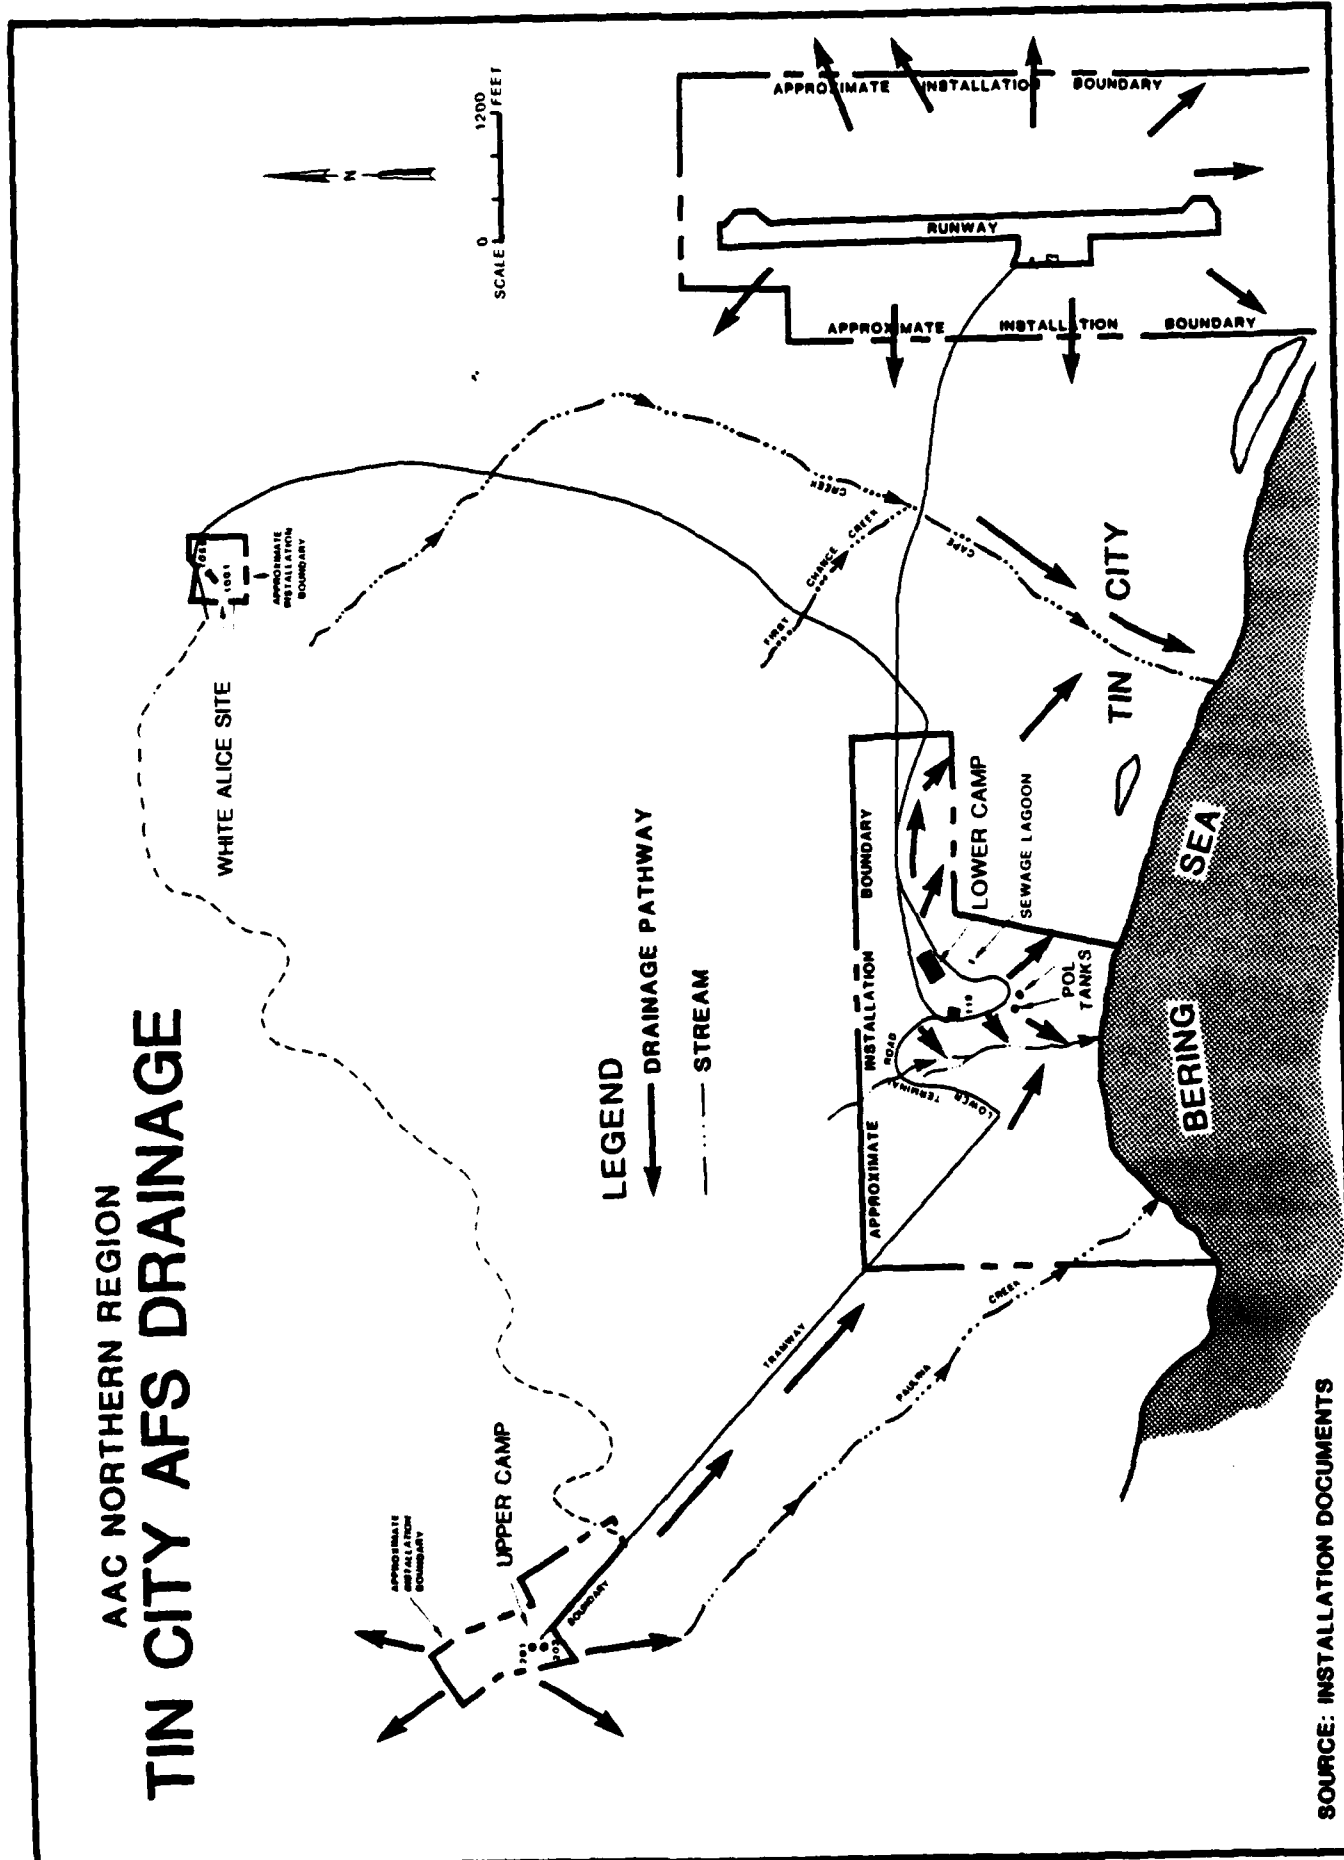 AAC NORTHERN REGION
TIN CITY AFS DRAINAGE
N
SCALE 0 1200
FEET
WHITE ALICE SITE
1001
APPROXIMATE
INSTALLATION
BOUNDARY
APPROXIMATE
INSTALLATION
BOUNDARY
UPPER CAMP
201
BOUNDARY
LEGEND
DRAINAGE PATHWAY
STREAM
TRAMWAY
PAULINA
CREEK
APPROXIMATE INSTALLATION BOUNDARY
LOWER
TERMINAL
ROAD
110
LOWER CAMP
SEWAGE LAGOON
POL
TANKS
FIRST CHANCE CREEK
CAPE
CREEK
TIN CITY
BERING SEA
APPROXIMATE INSTALLATION BOUNDARY
RUNWAY
APPROXIMATE INSTALLATION BOUNDARY
SOURCE: INSTALLATION DOCUMENTS